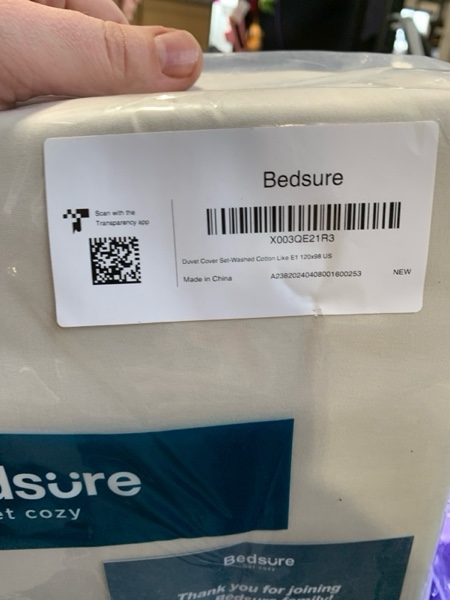 Bedsure
Scan with the
Transparency app
X003QE21R3
Duvet Cover Set-Washed Cotton Like E1 120x98 US
Made in China
A23820240408001600253
NEW
dsure
et cozy
Bedsure
Thank you for joining
Bedsure family!